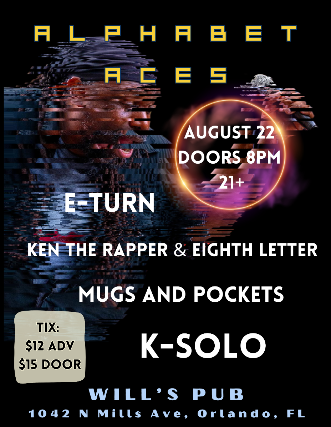 ALPHABET
ACES
AUGUST 22
DOORS 8PM
21+
E-TURN
KEN THE RAPPER & EIGHTH LETTER
MUGS AND POCKETS
TIX:
$12 ADV
$15 DOOR
K-SOLO
WILL'S PUB
1042 N Mills Ave, Orlando, FL